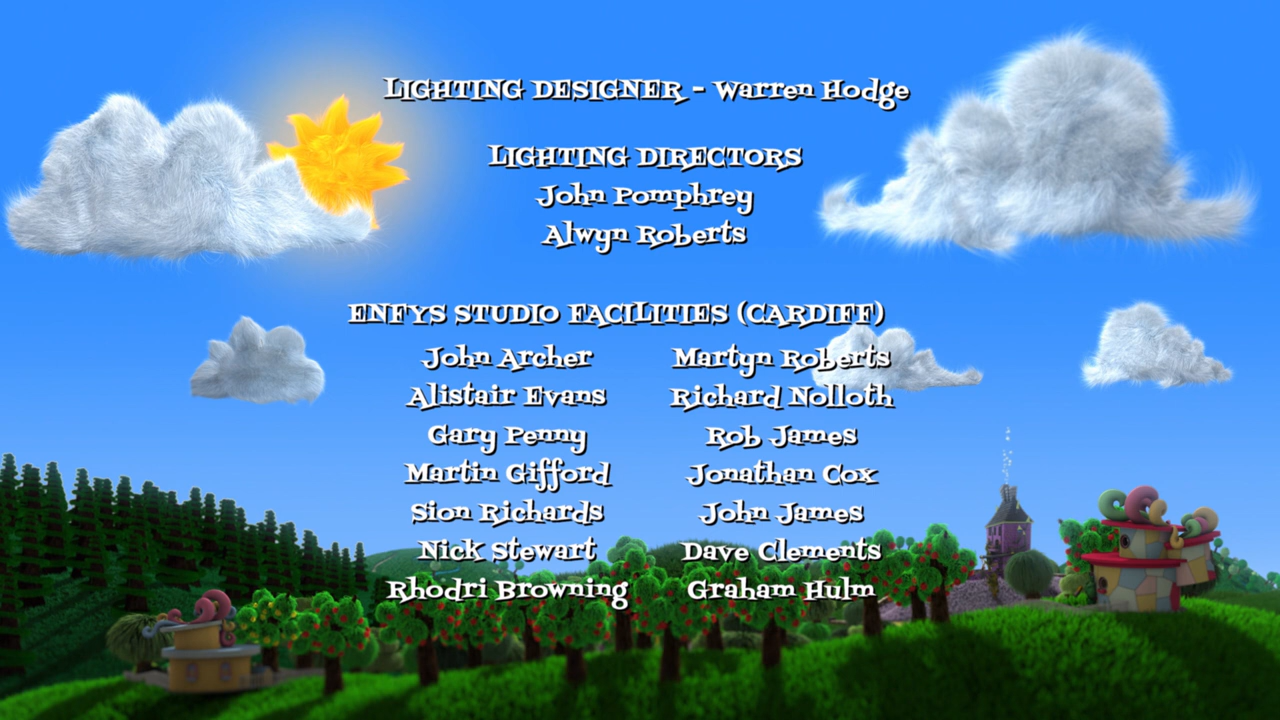 LIGHTING DESIGNER - Warren Hodge
LIGHTING DIRECTORS
John Pomphrey
Alwyn Roberts
ENFYS STUDIO FACILITIES (CARDIFF)
John Archer
Alistair Evans
Gary Penny
Martin Gifford
Sion Richards
Nick Stewart
Rhodri Browning
Martyn Roberts
Richard Nolloth
Rob James
Jonathan Cox
John James
Dave Clements
Graham Hulm